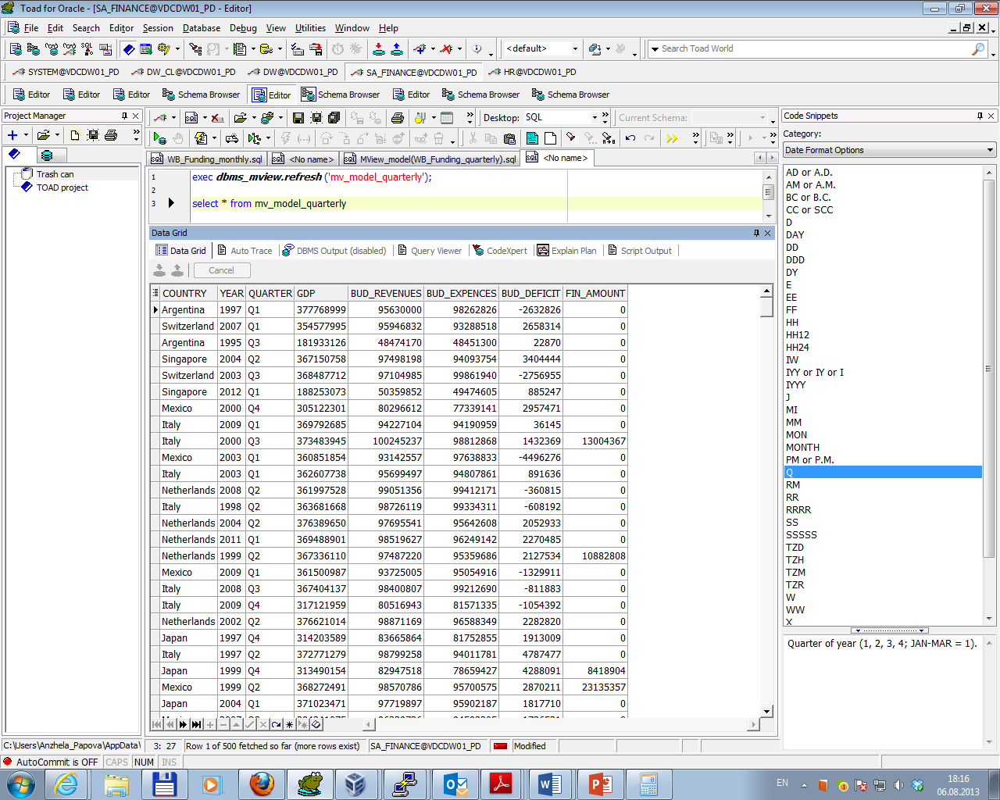 Toad for Oracle - [SA_FINANCE@VDCDW01_PD - Editor]
File Edit Search Editor Session Database Debug View Utilities Window Help
<default> Search Toad World
SYSTEM@VDCDW01_PD DW_CL@VDCDW01_PD DW@VDCDW01_PD SA_FINANCE@VDCDW01_PD HR@VDCDW01_PD
Editor Editor Editor Schema Browser Editor Schema Browser Editor Schema Browser Schema Browser
Project Manager
Trash can
TOAD project
SQL Desktop: SQL Current Schema:
WB_Funding_monthly.sql <No name> MView_model(WB_Funding_quarterly).sql <No name>
1 exec dbms_mview.refresh ('mv_model_quarterly');
2
3 select * from mv_model_quarterly
Data Grid
Data Grid Auto Trace DBMS Output (disabled) Query Viewer CodeXpert Explain Plan Script Output
Cancel
COUNTRY YEAR QUARTER GDP BUD_REVENUES BUD_EXPENCES BUD_DEFICIT FIN_AMOUNT
Argentina 1997 Q1 377768999 95630000 98262826 -2632826 0
Switzerland 2007 Q1 354577995 95946832 93288518 2658314 0
Argentina 1995 Q3 181933126 48474170 48451300 22870 0
Singapore 2004 Q2 367150758 97498198 94093754 3404444 0
Switzerland 2003 Q3 368487712 97104985 99861940 -2756955 0
Singapore 2012 Q1 188253073 50359852 49474605 885247 0
Mexico 2000 Q4 305122301 80296612 77339141 2957471 0
Italy 2009 Q1 369792685 94227104 94190959 36145 0
Italy 2000 Q3 373483945 100245237 98812868 1432369 13004367
Mexico 2003 Q1 360851854 93142557 97638833 -4496276 0
Italy 2003 Q1 362607738 95699497 94807861 891636 0
Netherlands 2008 Q2 361997528 99051356 99412171 -360815 0
Italy 1998 Q2 363681668 98726119 99334311 -608192 0
Netherlands 2004 Q2 376389650 97695541 95642608 2052933 0
Netherlands 2011 Q1 369488901 98519627 96249142 2270485 0
Netherlands 1999 Q2 367336110 97487220 95359686 2127534 10882808
Mexico 2009 Q1 361500987 93725005 95054916 -1329911 0
Italy 2008 Q3 367404137 98400807 99212690 -811883 0
Italy 2009 Q4 317121959 80516943 81571335 -1054392 0
Netherlands 2002 Q2 376621014 98871169 96588349 2282820 0
Japan 1997 Q4 314203589 83665864 81752855 1913009 0
Italy 1997 Q2 372771279 98799258 94011781 4787477 0
Japan 1999 Q4 313490154 82947518 78659427 4288091 8418904
Mexico 1999 Q2 368272491 98570786 95700575 2870211 23135357
Japan 2004 Q1 371023471 97719897 95902187 1817710 0
Code Snippets
Category:
Date Format Options
AD or A.D.
AM or A.M.
BC or B.C.
CC or SCC
D
DAY
DD
DDD
DY
E
EE
FF
HH
HH12
HH24
IW
IYY or IY or I
IYYY
J
MI
MM
MON
MONTH
PM or P.M.
Q
RM
RR
RRRR
SS
SSSSS
TZD
TZH
TZM
TZR
W
WW
X
Quarter of year (1, 2, 3, 4; JAN-MAR = 1).
C:\Users\Anzhela_Papova\AppData\ 3: 27 Row 1 of 500 fetched so far (more rows exist) SA_FINANCE@VDCDW01_PD Modified
AutoCommit is OFF CAPS NUM INS
EN 18:16
06.08.2013